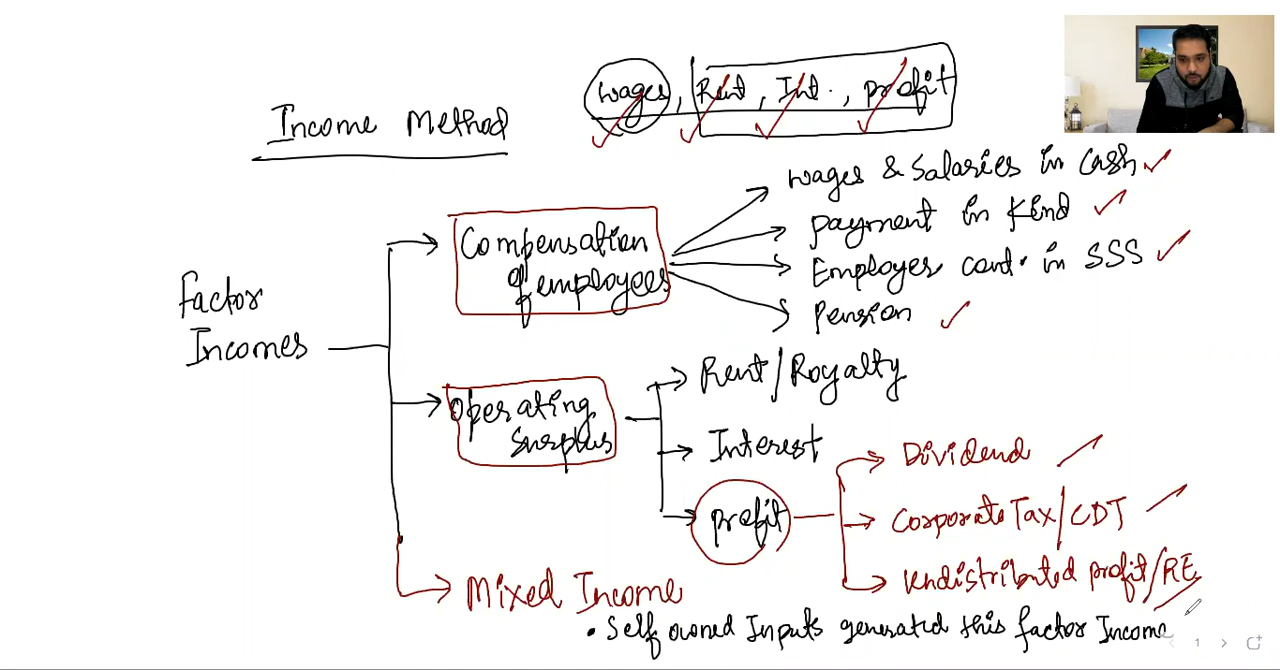 wages, Rent, Int., profit
Income Method
wages & Salaries in Cash
payment in Kind
Employer cont. in SSS
Pension
Compensation
of employees
factor
Incomes
Operating
Surplus
Rent/Royalty
Interest
profit
Dividend
Corporate Tax/CDT
Undistributed profit/RE
Mixed Income
• Self owned Inputs generated this factor Income
1